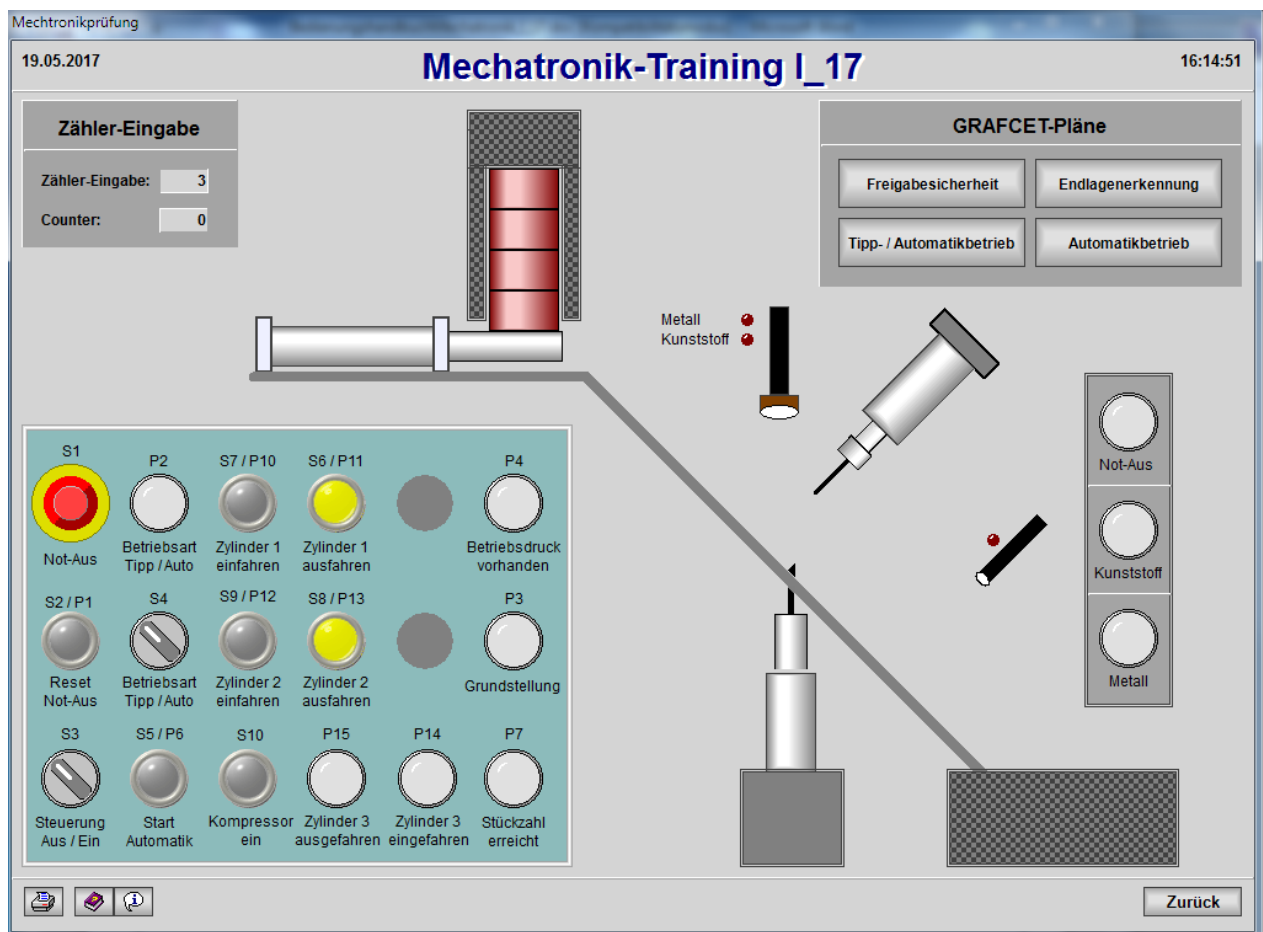 Mechtronikprüfung
19.05.2017
Mechatronik-Training I_17
16:14:51
Zähler-Eingabe
Zähler-Eingabe: 3
Counter: 0
GRAFCET-Pläne
Freigabesicherheit
Endlagenerkennung
Tipp- / Automatikbetrieb
Automatikbetrieb
Metall
Kunststoff
Not-Aus
Kunststoff
Metall
S1
Not-Aus
P2
Betriebsart
Tipp / Auto
S7 / P10
Zylinder 1
einfahren
S6 / P11
Zylinder 1
ausfahren
P4
Betriebsdruck
vorhanden
S2 / P1
Reset
Not-Aus
S4
Betriebsart
Tipp / Auto
S9 / P12
Zylinder 2
einfahren
S8 / P13
Zylinder 2
ausfahren
P3
Grundstellung
S3
Steuerung
Aus / Ein
S5 / P6
Start
Automatik
S10
Kompressor
ein
P15
Zylinder 3
ausgefahren
P14
Zylinder 3
eingefahren
P7
Stückzahl
erreicht
Zurück